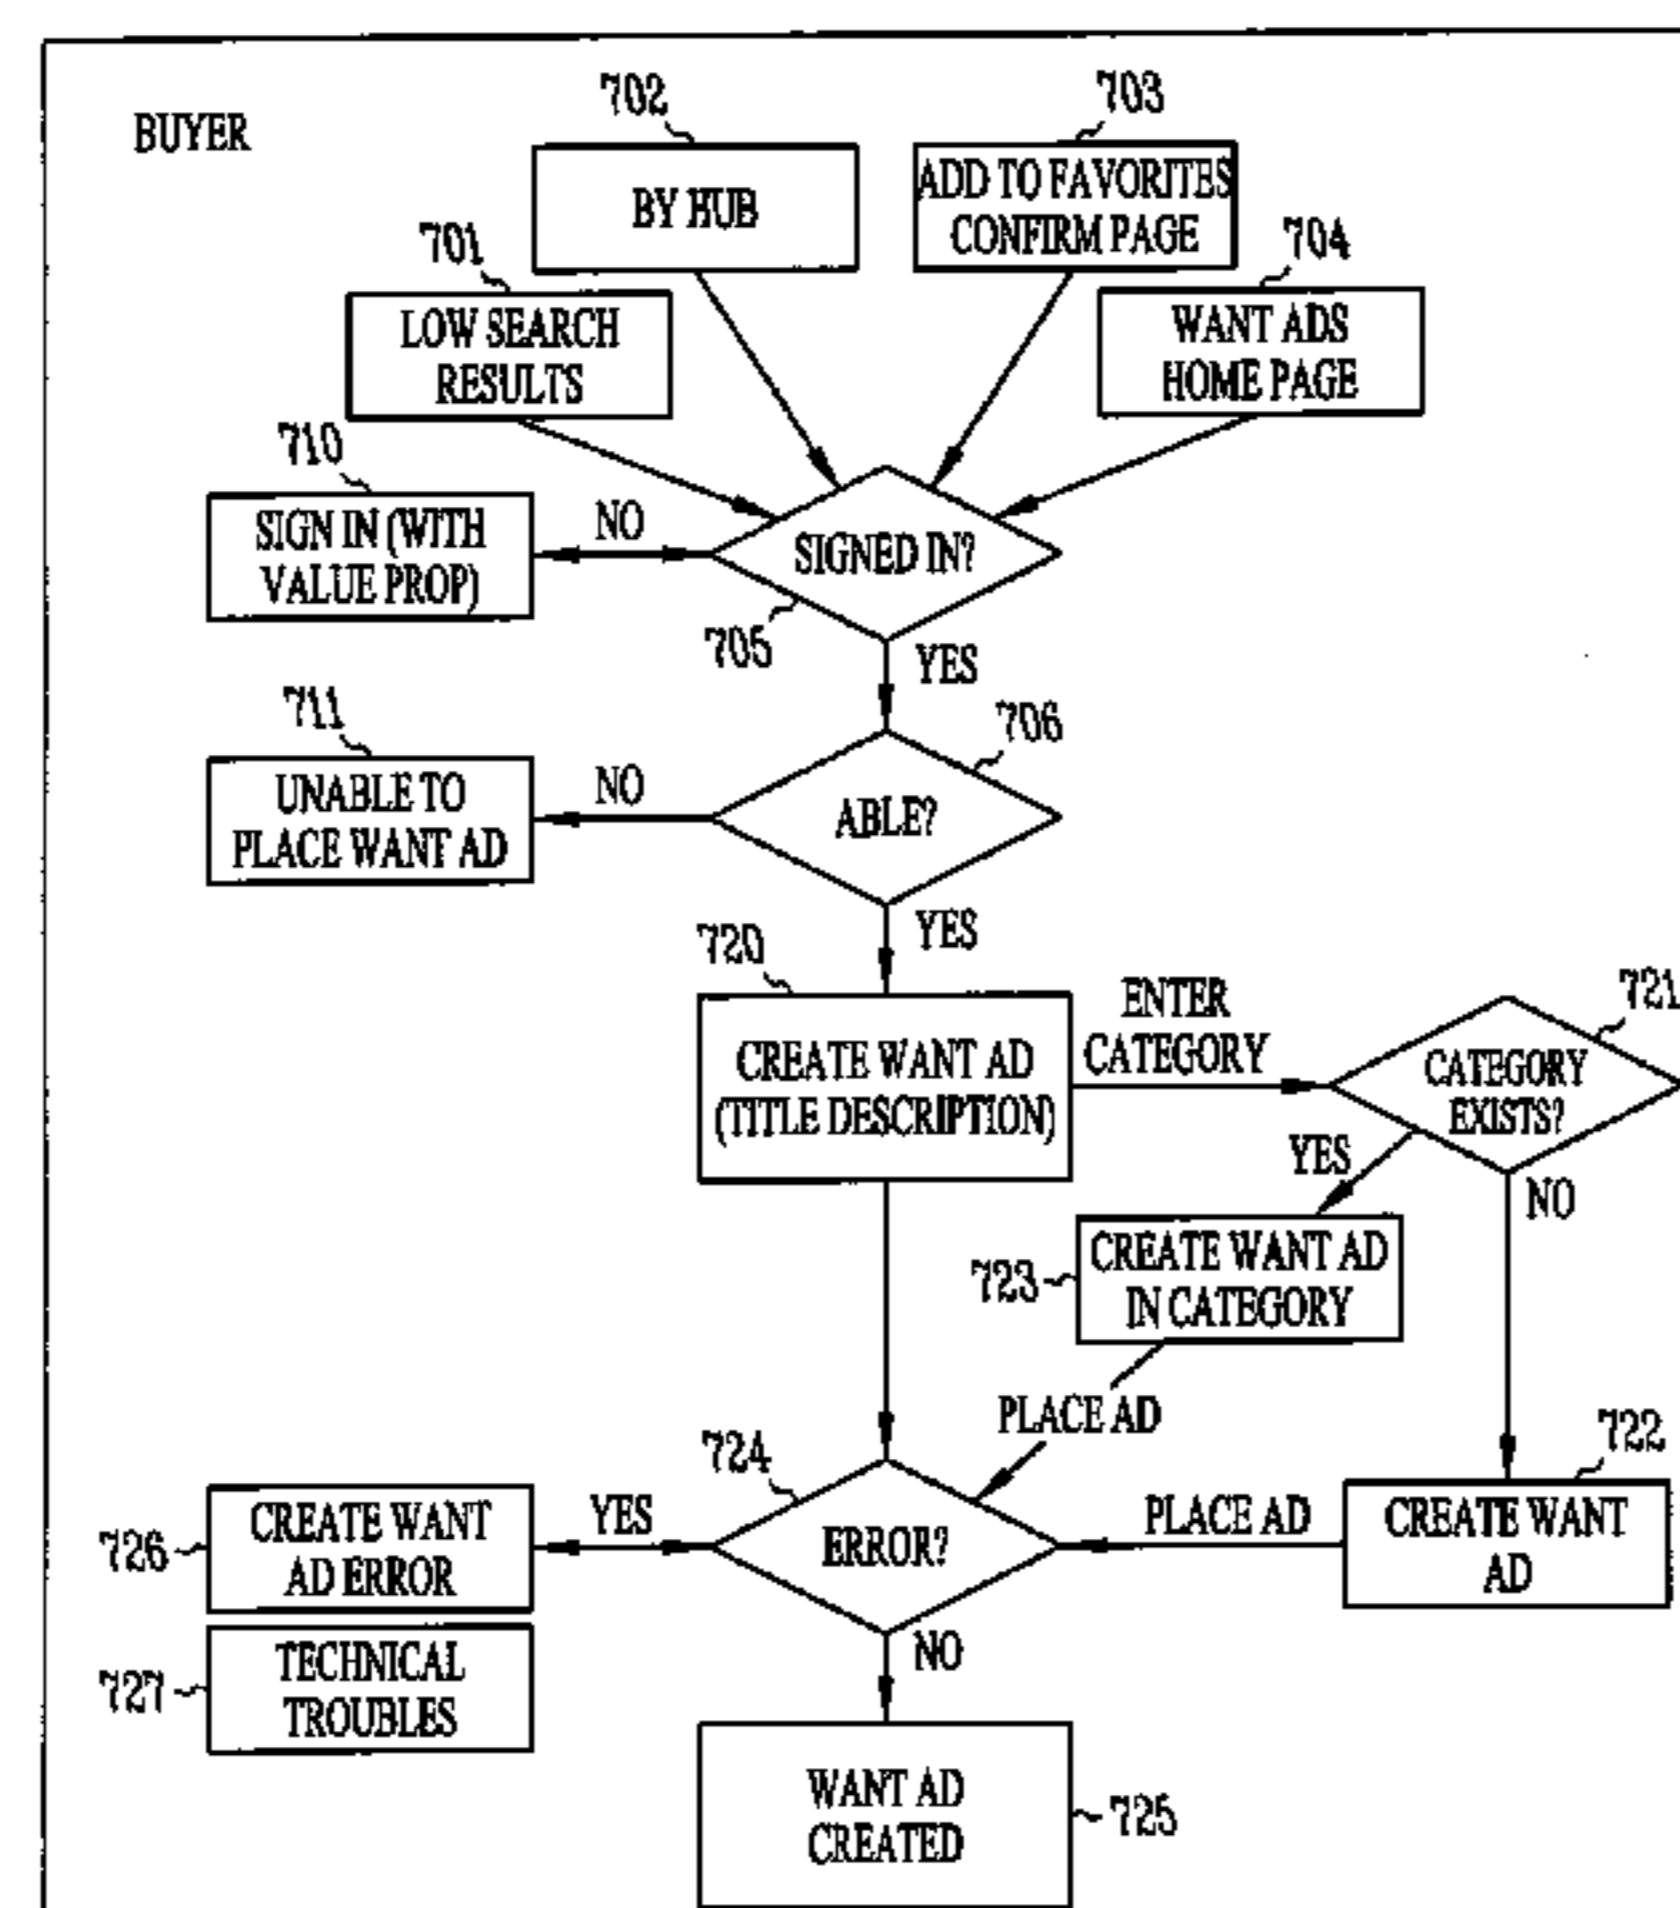 BUYER
702
BY HUB
703
ADD TO FAVORITES
CONFIRM PAGE
701
LOW SEARCH
RESULTS
704
WANT ADS
HOME PAGE
710
SIGN IN (WITH
VALUE PROP)
NO
SIGNED IN?
705
YES
711
UNABLE TO
PLACE WANT AD
NO
706
ABLE?
YES
720
CREATE WANT AD
(TITLE DESCRIPTION)
ENTER
CATEGORY
721
CATEGORY
EXISTS?
YES
NO
723
CREATE WANT AD
IN CATEGORY
PLACE AD
722
CREATE WANT
AD
PLACE AD
724
ERROR?
YES
726
CREATE WANT
AD ERROR
727
TECHNICAL
TROUBLES
NO
WANT AD
CREATED
725